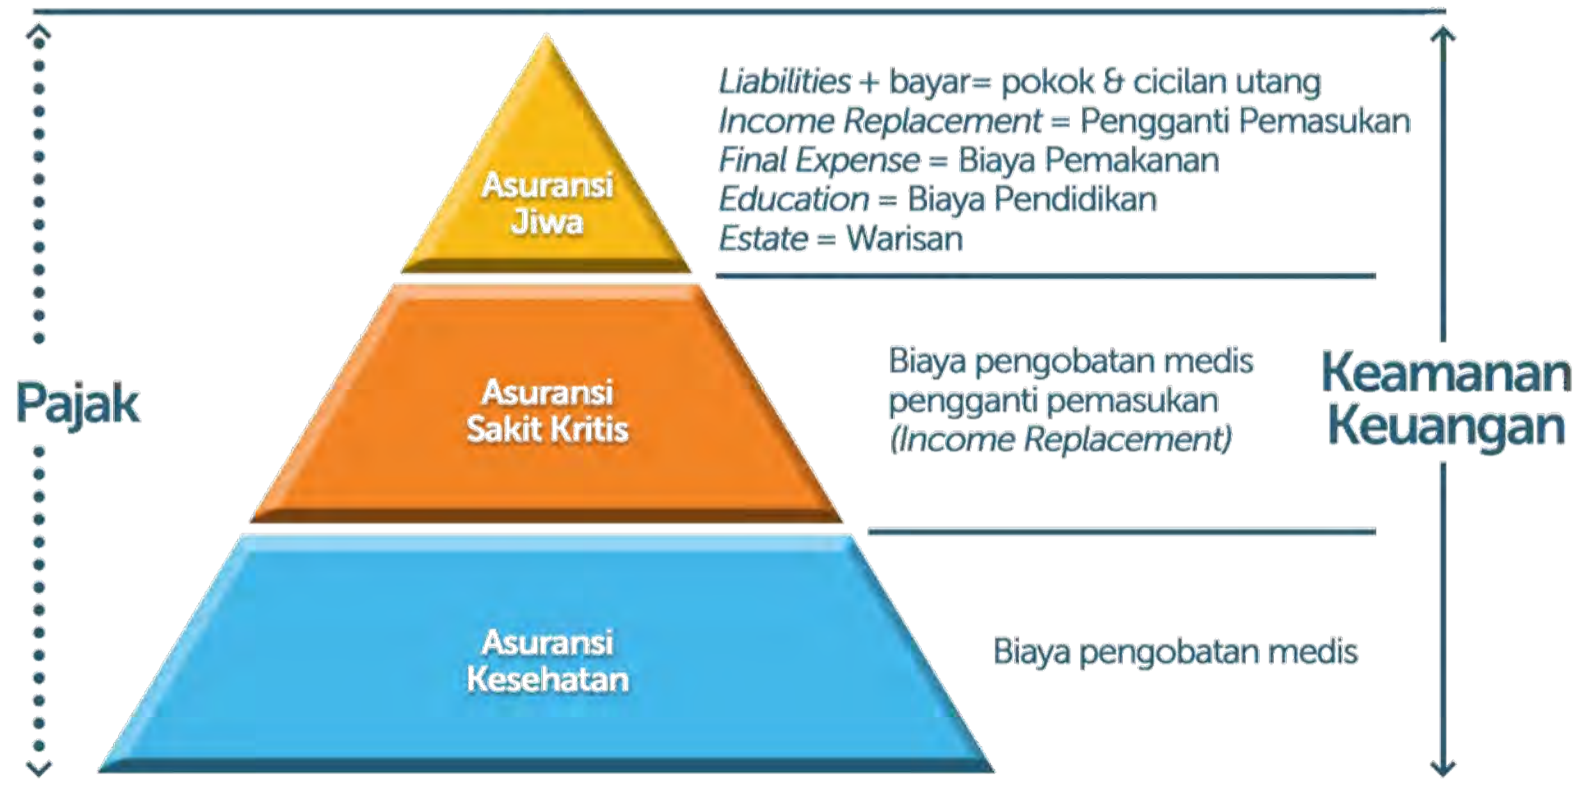 Liabilities + bayar= pokok & cicilan utang
Income Replacement = Pengganti Pemasukan
Final Expense = Biaya Pemakanan
Education = Biaya Pendidikan
Estate = Warisan
Asuransi
Jiwa
Pajak
Asuransi
Sakit Kritis
Biaya pengobatan medis
pengganti pemasukan
(Income Replacement)
Keamanan
Keuangan
Asuransi
Kesehatan
Biaya pengobatan medis